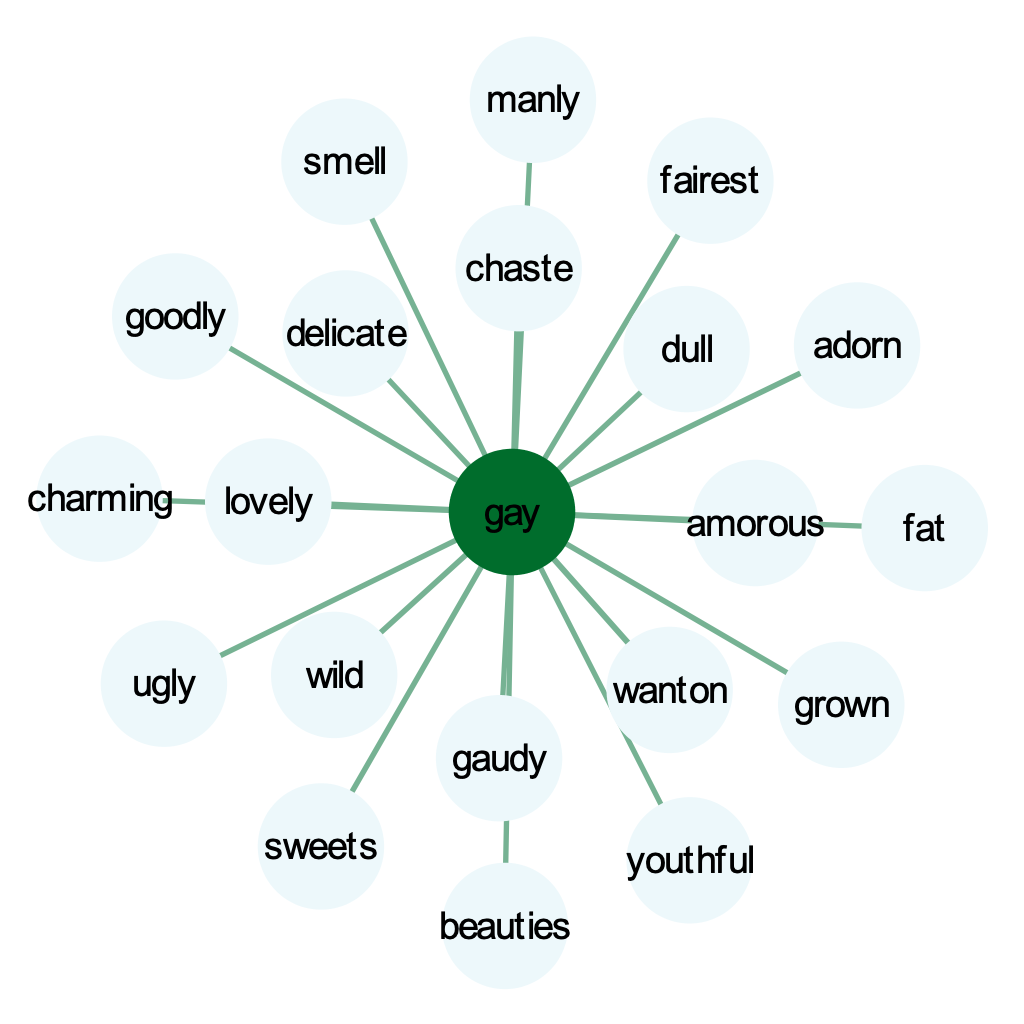 manly
smell
fairest
chaste
goodly
delicate
dull
adorn
charming
lovely
gay
amorous
fat
ugly
wild
wanton
grown
gaudy
sweets
youthful
beauties